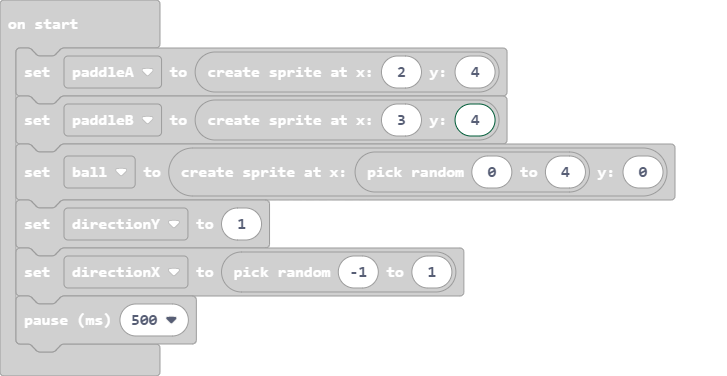 on start
set paddleA to create sprite at x: 2 y: 4
set paddleB to create sprite at x: 3 y: 4
set ball to create sprite at x: pick random 0 to 4 y: 0
set directionY to 1
set directionX to pick random -1 to 1
pause (ms) 500